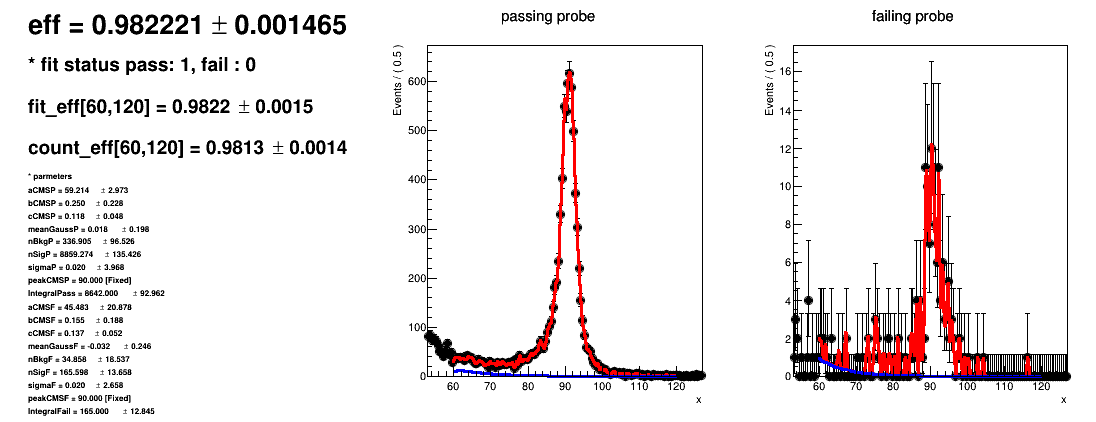 eff = 0.982221 ± 0.001465
* fit status pass: 1, fail : 0
fit_eff[60,120] = 0.9822 ± 0.0015
count_eff[60,120] = 0.9813 ± 0.0014
* parmeters
aCMSP = 59.214 ± 2.973
bCMSP = 0.250 ± 0.228
cCMSP = 0.118 ± 0.048
meanGaussP = 0.018 ± 0.198
nBkgP = 336.905 ± 96.526
nSigP = 8859.274 ± 135.426
sigmaP = 0.020 ± 3.968
peakCMSP = 90.000 [Fixed]
IntegralPass = 8642.000 ± 92.962
aCMSF = 45.483 ± 20.878
bCMSF = 0.155 ± 0.188
cCMSF = 0.137 ± 0.052
meanGaussF = -0.032 ± 0.246
nBkgF = 34.858 ± 18.537
nSigF = 165.598 ± 13.658
sigmaF = 0.020 ± 2.658
peakCMSF = 90.000 [Fixed]
IntegralFail = 165.000 ± 12.845
passing probe
Events / ( 0.5 )
600
500
400
300
200
100
0
60 70 80 90 100 110 120
x
failing probe
Events / ( 0.5 )
16
14
12
10
8
6
4
2
0
60 70 80 90 100 110 120
x